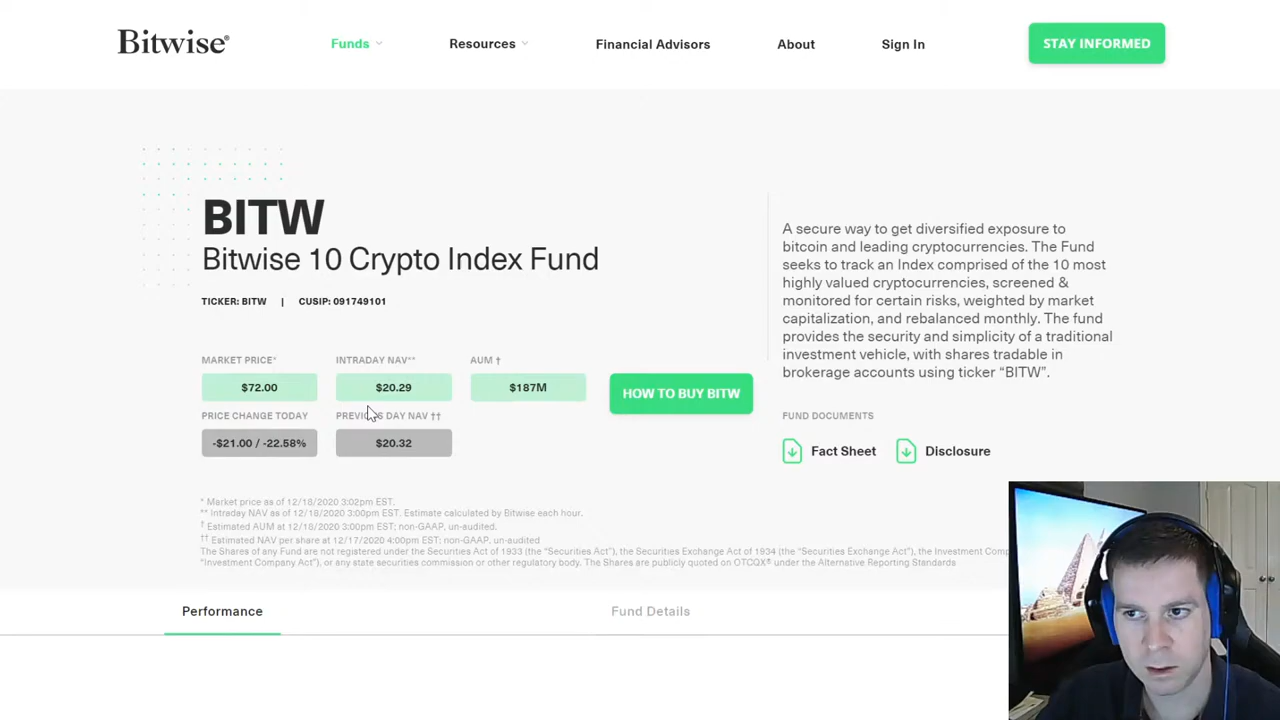 Bitwise®
Funds
Resources
Financial Advisors
About
Sign In
STAY INFORMED
BITW
Bitwise 10 Crypto Index Fund
TICKER: BITW | CUSIP: 091749101
MARKET PRICE*
INTRADAY NAV**
AUM †
$72.00
$20.29
$187M
HOW TO BUY BITW
PRICE CHANGE TODAY
PREVIOUS DAY NAV ††
-$21.00 / -22.58%
$20.32
A secure way to get diversified exposure to
bitcoin and leading cryptocurrencies. The Fund
seeks to track an Index comprised of the 10 most
highly valued cryptocurrencies, screened &
monitored for certain risks, weighted by market
capitalization, and rebalanced monthly. The fund
provides the security and simplicity of a traditional
investment vehicle, with shares tradable in
brokerage accounts using ticker “BITW”.
FUND DOCUMENTS
Fact Sheet
Disclosure
* Market price as of 12/18/2020 3:02pm EST.
** Intraday NAV as of 12/18/2020 3:00pm EST. Estimate calculated by Bitwise each hour.
† Estimated AUM at 12/18/2020 3:00pm EST; non-GAAP, un-audited.
†† Estimated NAV per share at 12/17/2020 4:00pm EST; non-GAAP, un-audited
The Shares of any Fund are not registered under the Securities Act of 1933 (the “Securities Act”), the Securities Exchange Act of 1934 (the “Securities Exchange Act”), the Investment Comp
“Investment Company Act”), or any state securities commission or other regulatory body. The Shares are publicly quoted on OTCQX® under the Alternative Reporting Standards
Performance
Fund Details